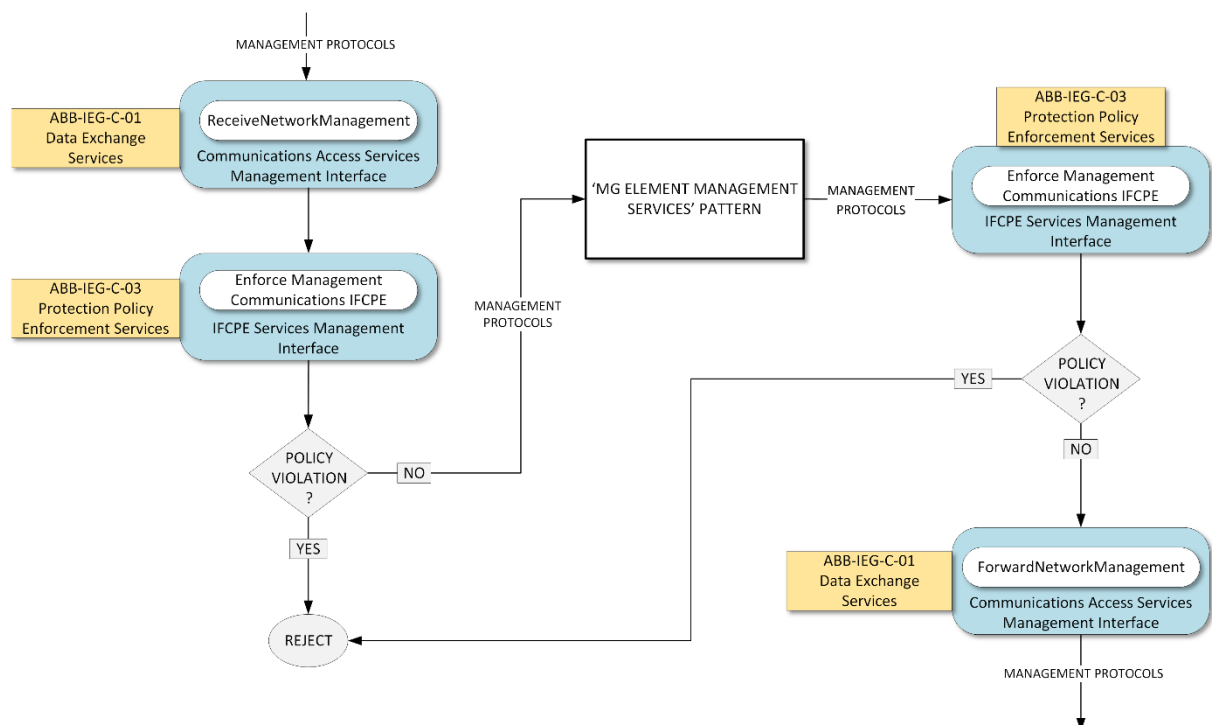 MANAGEMENT PROTOCOLS
ABB-IEG-C-01
Data Exchange
Services
ReceiveNetworkManagement
Communications Access Services
Management Interface
ABB-IEG-C-03
Protection Policy
Enforcement Services
Enforce Management
Communications IFCPE
IFCPE Services Management
Interface
POLICY
VIOLATION
?
NO
YES
REJECT
MANAGEMENT
PROTOCOLS
‘MG ELEMENT MANAGEMENT
SERVICES’ PATTERN
MANAGEMENT
PROTOCOLS
ABB-IEG-C-03
Protection Policy
Enforcement Services
Enforce Management
Communications IFCPE
IFCPE Services Management
Interface
POLICY
VIOLATION
?
YES
NO
ABB-IEG-C-01
Data Exchange
Services
ForwardNetworkManagement
Communications Access Services
Management Interface
MANAGEMENT PROTOCOLS